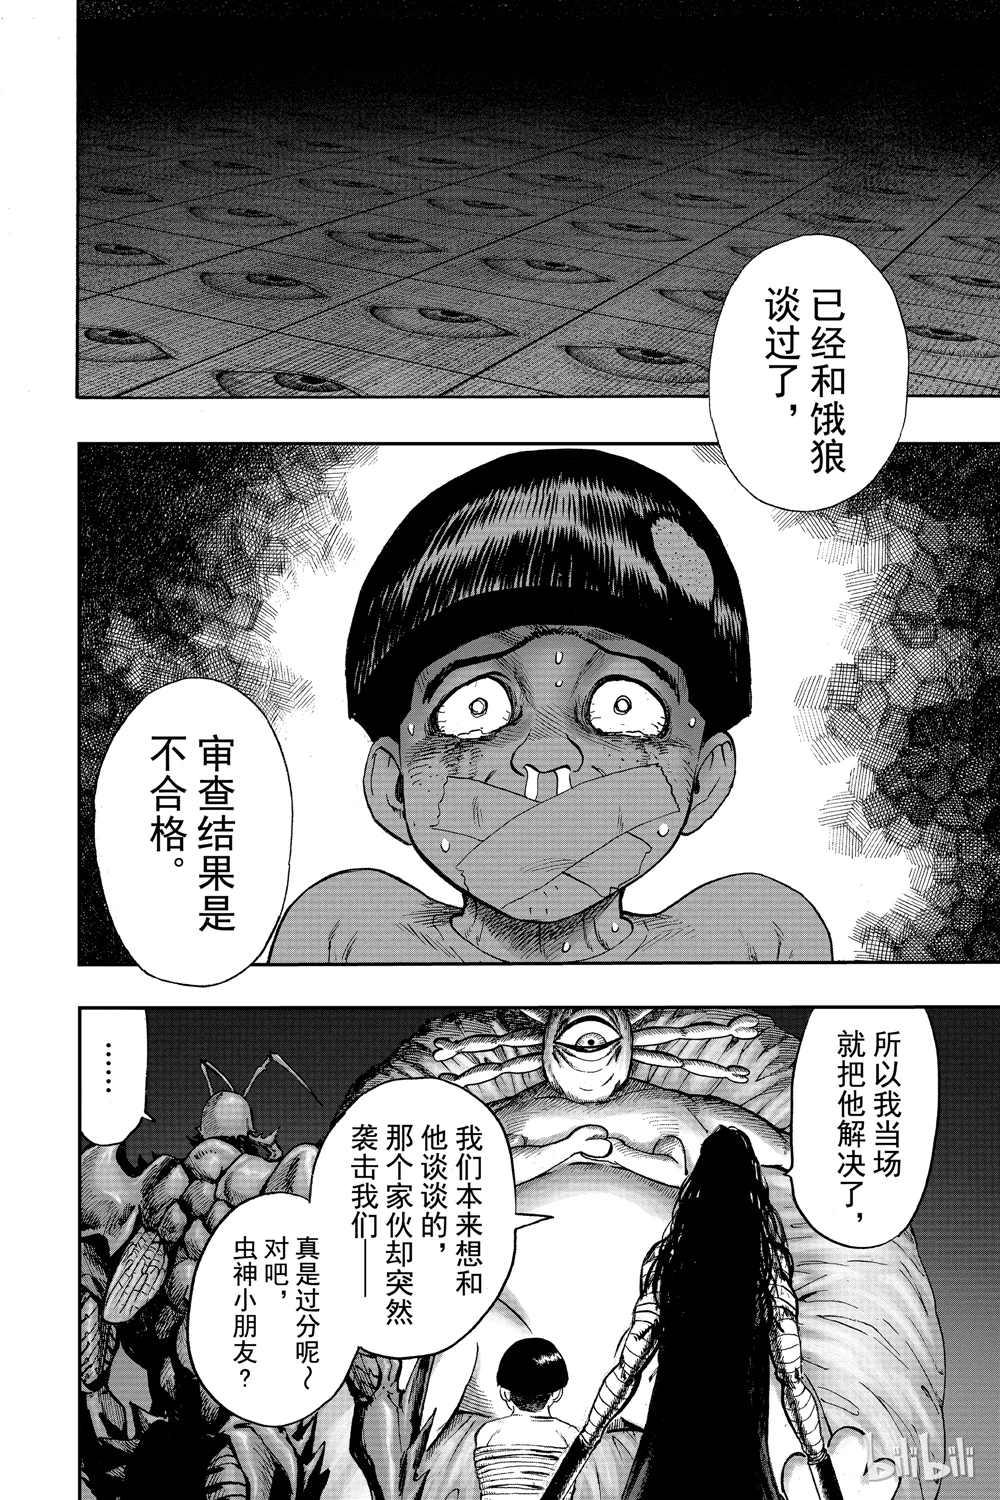 已经和饿狼
谈过了，
审查结果是
不合格。
所以我当场
就把他解决了，
我们本来想和
他谈谈的，
那个家伙却突然
袭击我们——
真是过分呢～
对吧，
虫神小朋友？
……
bilibili